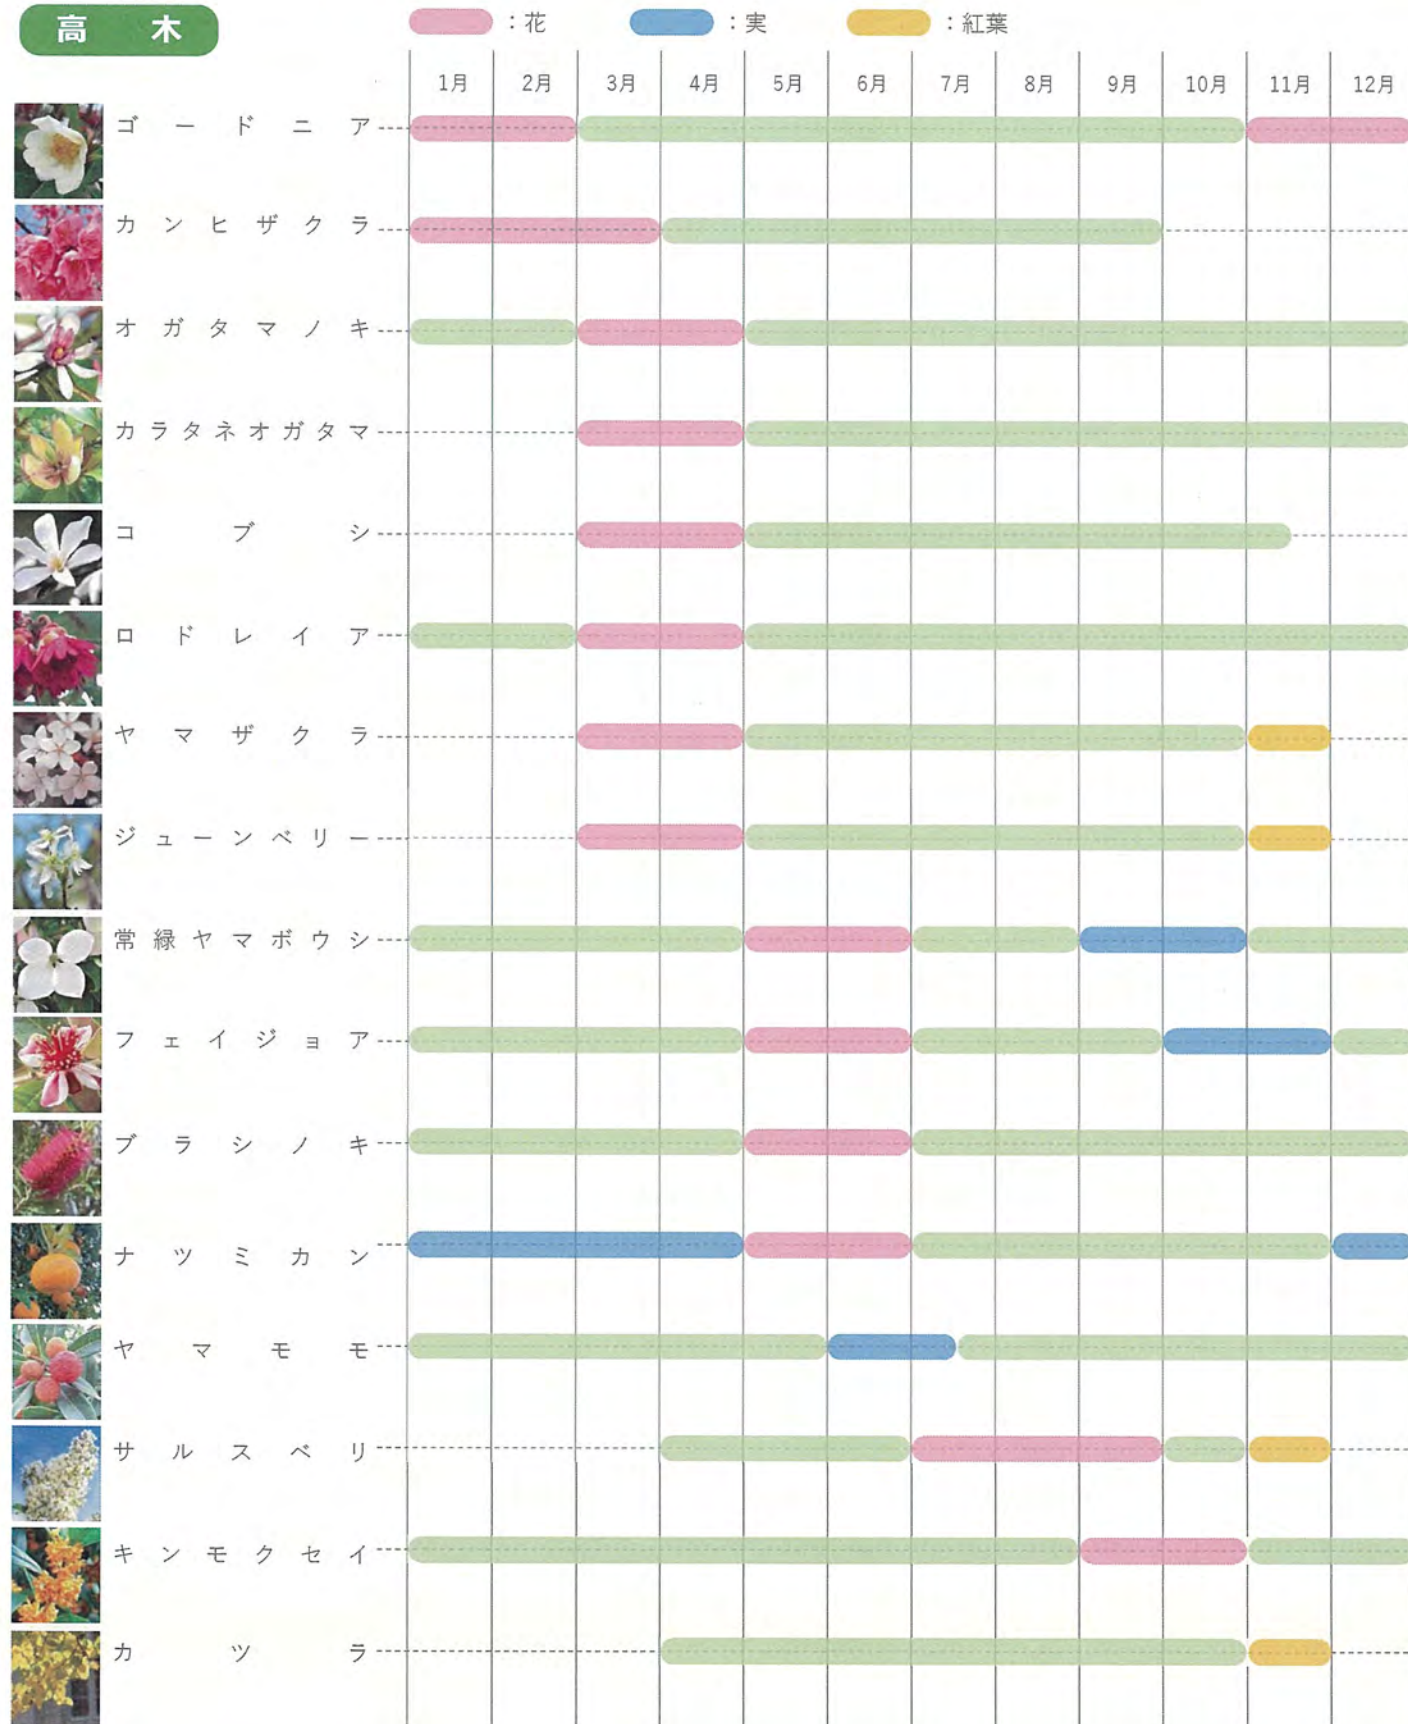 高木
：花 ：実 ：紅葉
1月 2月 3月 4月 5月 6月 7月 8月 9月 10月 11月 12月
ゴードニア
カンヒザクラ
オガタマノキ
カラタネオガタマ
コブシ
ロドレイア
ヤマザクラ
ジューンベリー
常緑ヤマボウシ
フェイジョア
ブラシノキ
ナツミカン
ヤマモモ
サルスベリ
キンモクセイ
カツラ